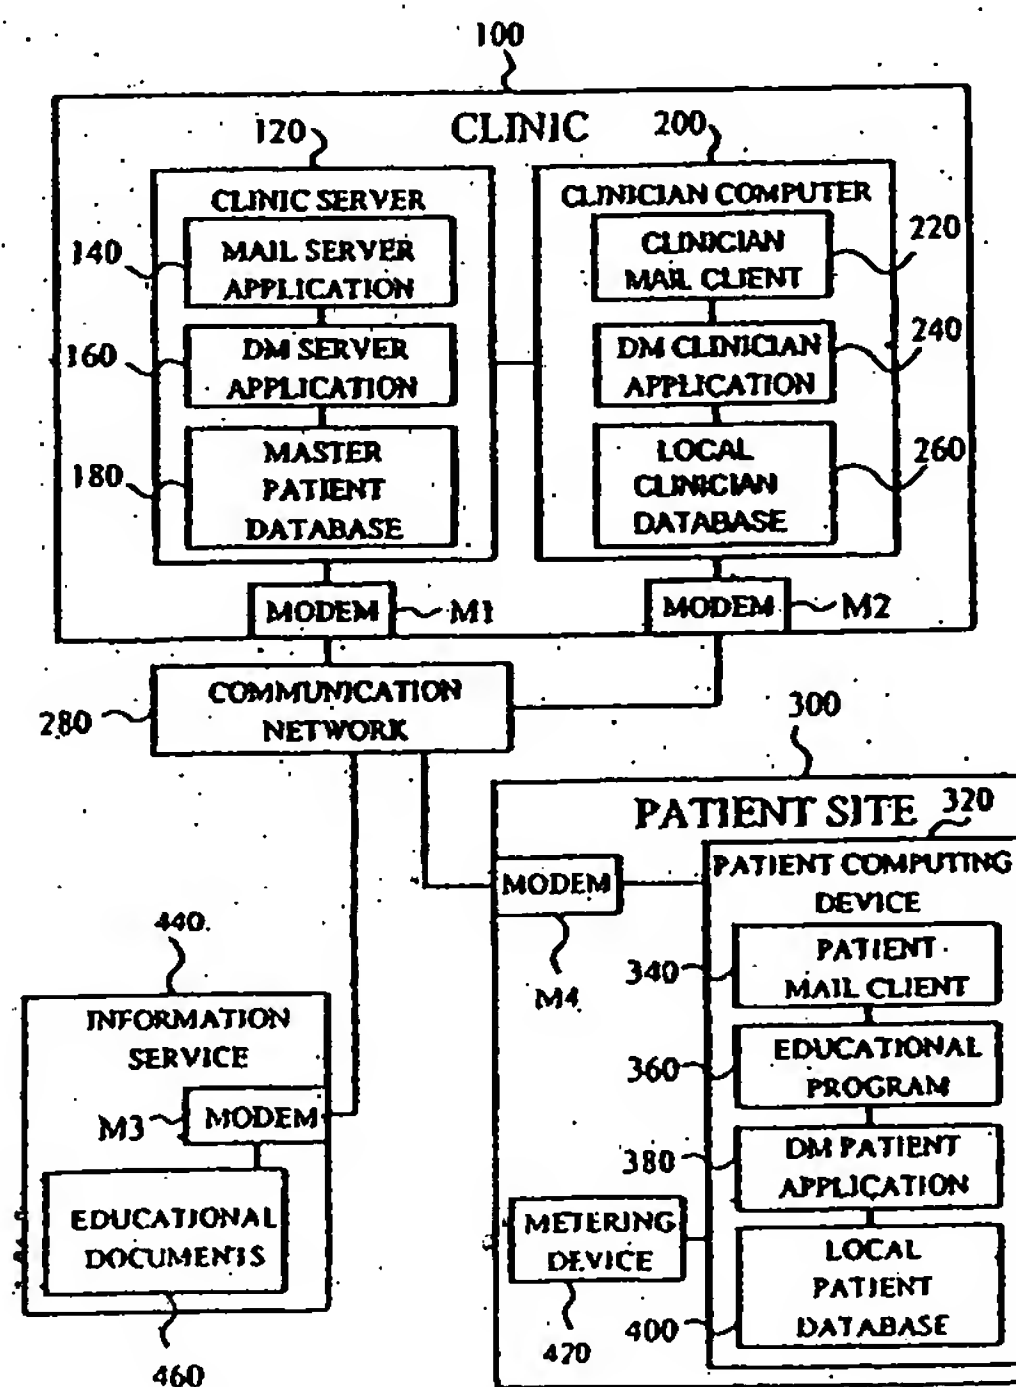 100
CLINIC
120
200
CLINIC SERVER
CLINICIAN COMPUTER
140
MAIL SERVER
APPLICATION
CLINICIAN
MAIL CLIENT
220
160
DM SERVER
APPLICATION
DM CLINICIAN
APPLICATION
240
180
MASTER
PATIENT
DATABASE
LOCAL
CLINICIAN
DATABASE
260
MODEM
M1
MODEM
M2
280
COMMUNICATION
NETWORK
300
PATIENT SITE
320
MODEM
M4
PATIENT COMPUTING
DEVICE
340
PATIENT
MAIL CLIENT
360
EDUCATIONAL
PROGRAM
380
DM PATIENT
APPLICATION
400
LOCAL
PATIENT
DATABASE
METERING
DEVICE
420
440
INFORMATION
SERVICE
M3
MODEM
EDUCATIONAL
DOCUMENTS
460